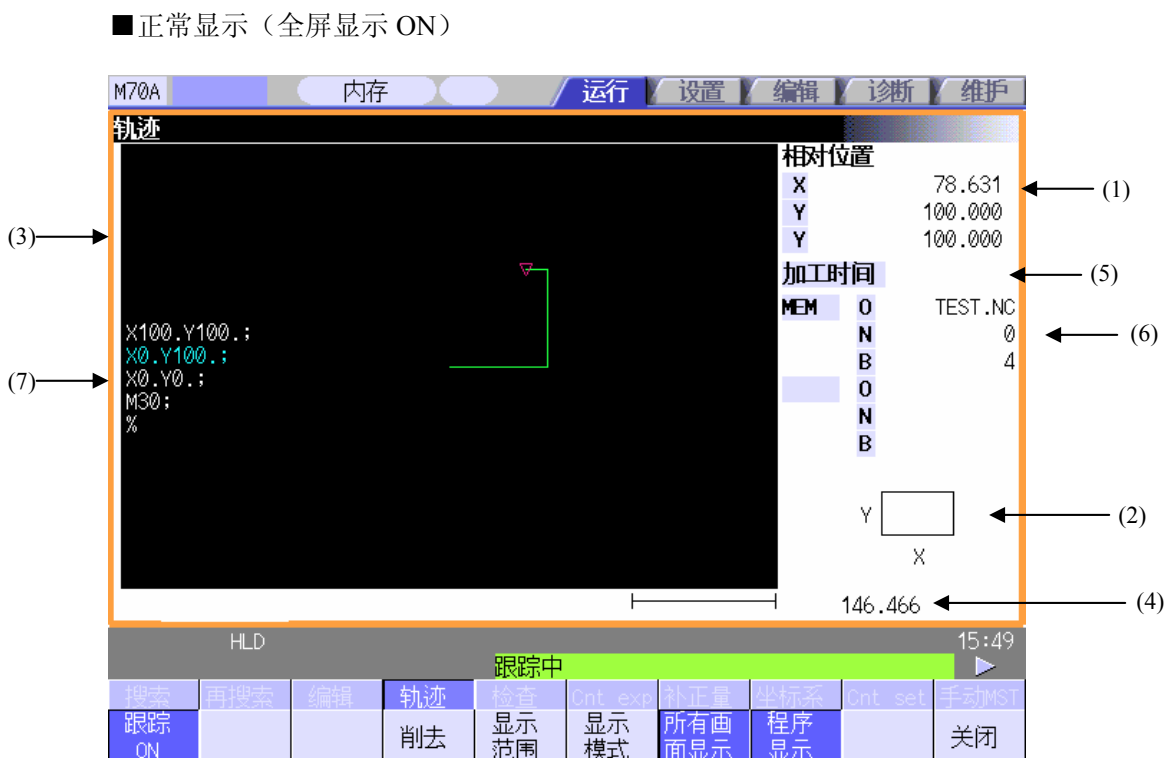 ■正常显示（全屏显示 ON）
M70A 内存 运行 设置 编辑 诊断 维护
轨迹
相对位置
X 78.631 (1)
Y 100.000
(3) Y 100.000
加工时间 (5)
MEM O TEST.NC
X100.Y100.; N 0 (6)
X0.Y100.; B 4
(7) X0.Y0.; O
M30; N
% B
Y (2)
X
146.466 (4)
HLD 15:49
跟踪中
搜索 再搜索 编辑 轨迹 检查 Cnt exp 补正量 坐标系 Cnt set 手动MST
跟踪 显示 显示 所有画 程序
削去 关闭
ON 范围 模式 面显示 显示